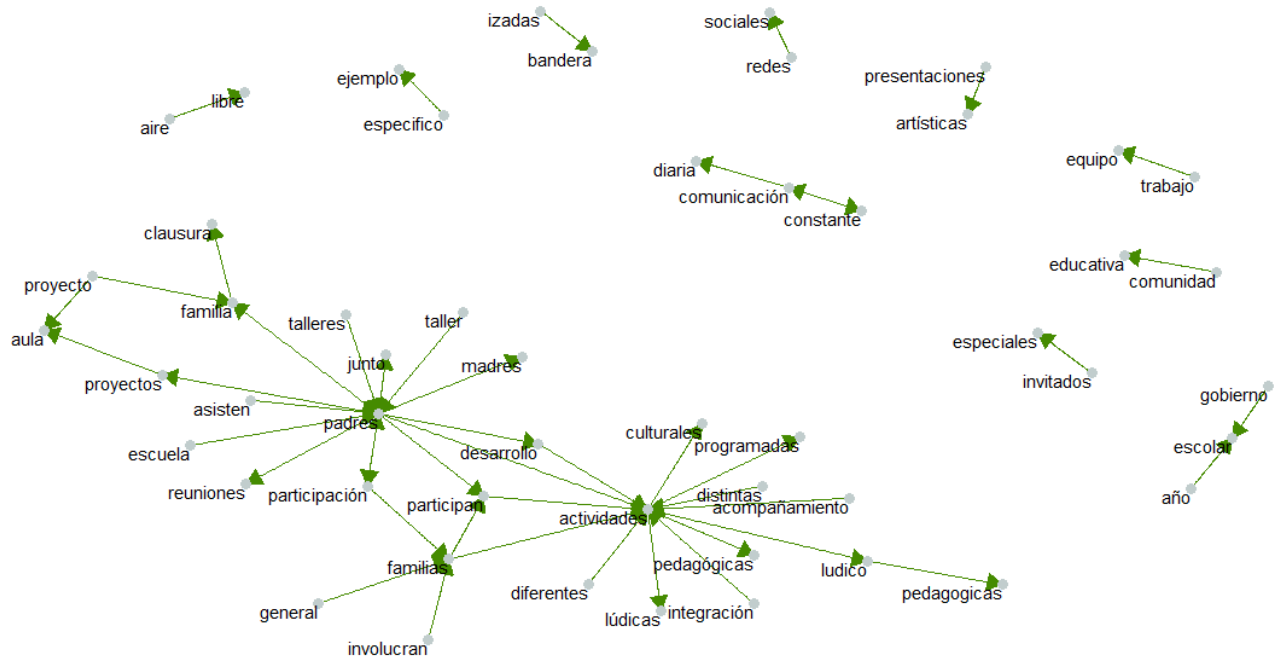 izadas
sociales
bandera
redes
ejemplo
presentaciones
libre
especifico
artísticas
aire
equipo
diaria
trabajo
comunicación
constante
clausura
educativa
comunidad
proyecto
familia
talleres
taller
aula
junto
madres
especiales
proyectos
invitados
asisten
gobierno
padres
culturales
programadas
escolar
escuela
desarrollo
reuniones
participación
participan
distintas
acompañamiento
año
actividades
familias
pedagógicas
ludico
diferentes
pedagogicas
general
lúdicas
integración
involucran